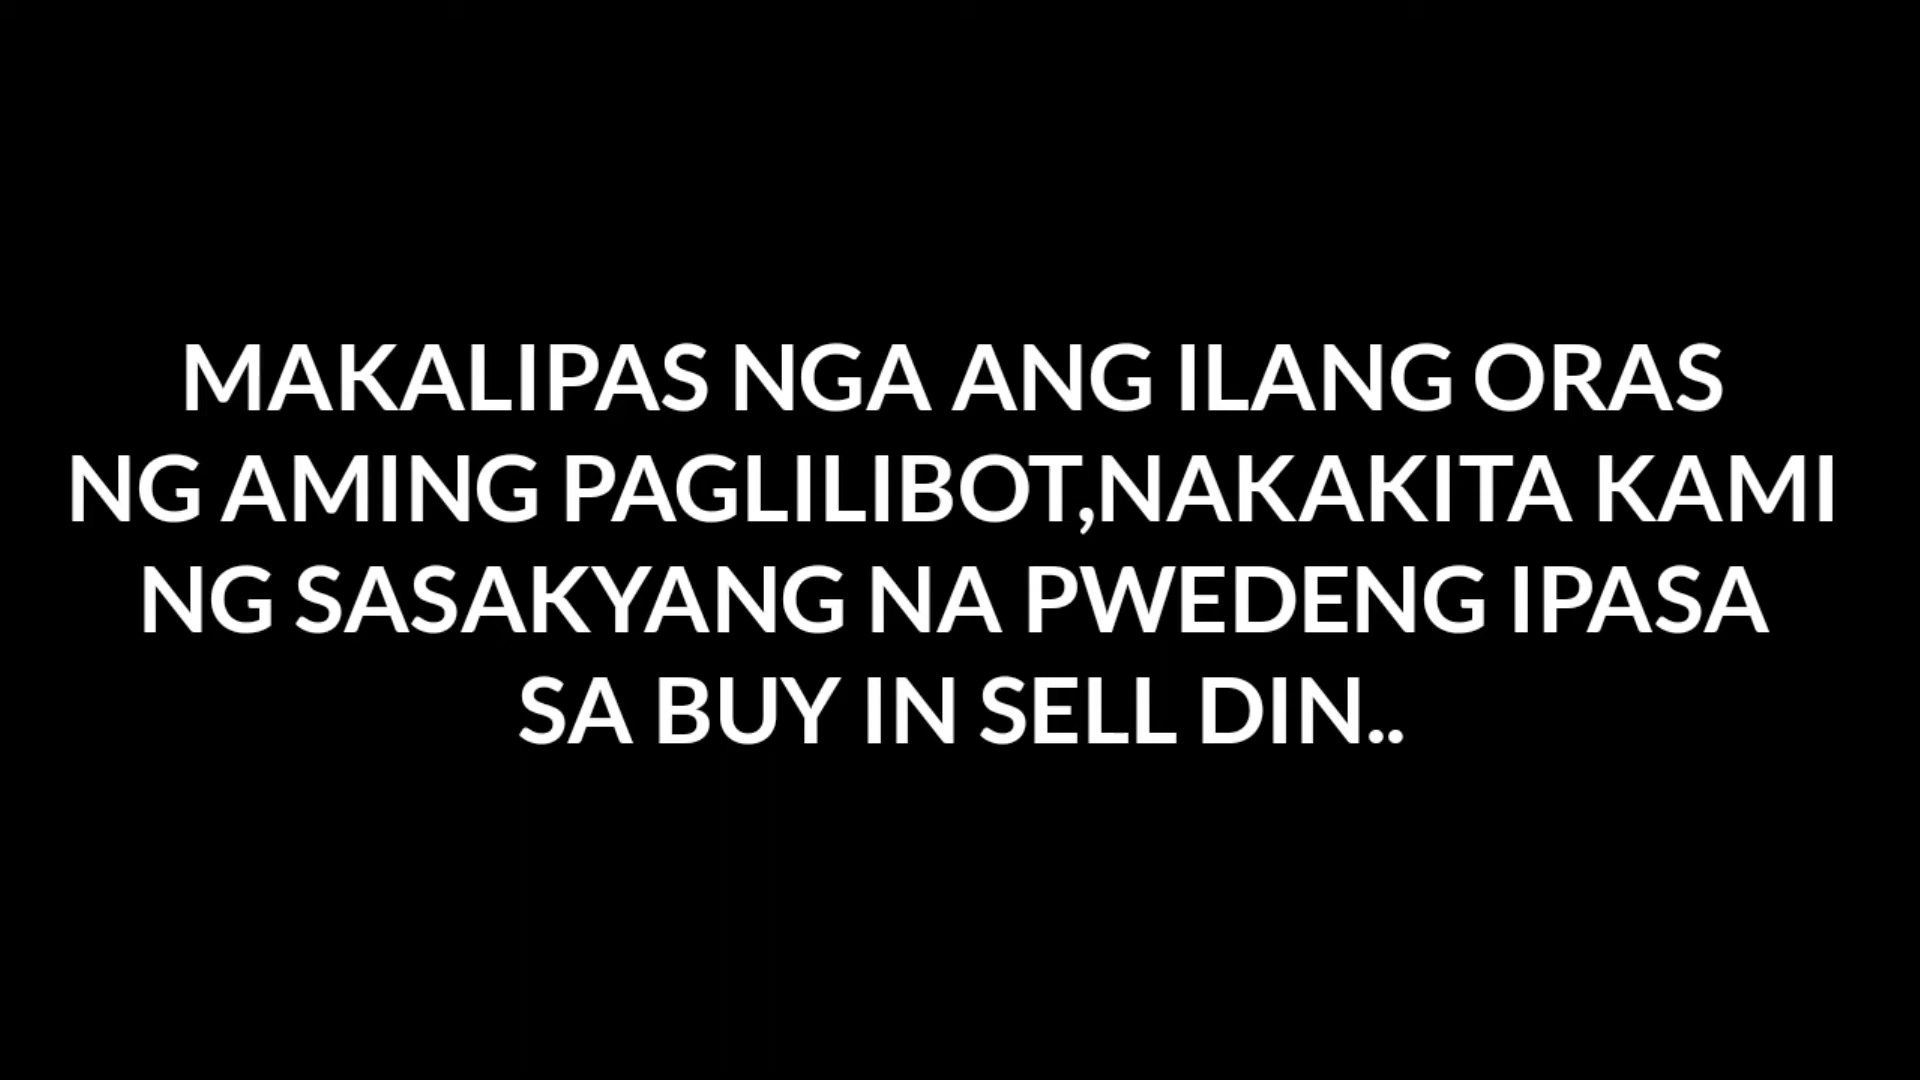 MAKALIPAS NGA ANG ILANG ORAS
NG AMING PAGLILIBOT,NAKAKITA KAMI
NG SASAKYANG NA PWEDENG IPASA
SA BUY IN SELL DIN..